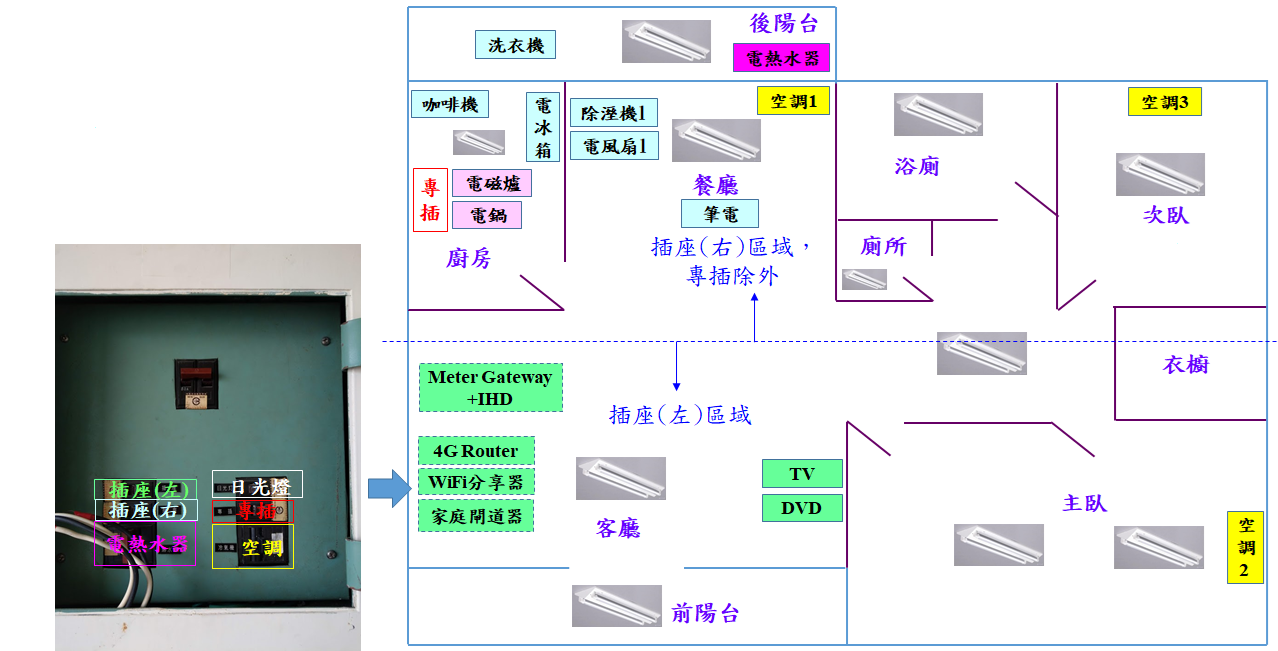 後陽台
洗衣機
電熱水器
咖啡機
電冰箱
除溼機1
電風扇1
空調1
空調3
浴廁
專插
電磁爐
電鍋
餐廳
筆電
次臥
廚房
插座(右)區域，
專插除外
廁所
Meter Gateway
+IHD
插座(左)區域
衣櫥
4G Router
WiFi分享器
家庭閘道器
TV
DVD
客廳
主臥
空調2
前陽台
插座(左)
日光燈
插座(右)
專插
電熱水器
空調